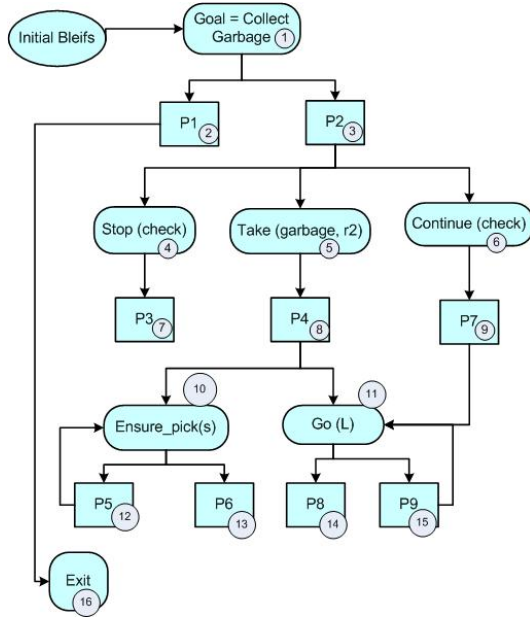 Initial Bleifs
Goal = Collect
Garbage 1
P1
2
P2
3
Stop (check)
4
Take (garbage, r2)
5
Continue (check)
6
P3
7
P4
8
P7
9
10
Ensure_pick(s)
11
Go (L)
P5
12
P6
13
P8
14
P9
15
Exit
16